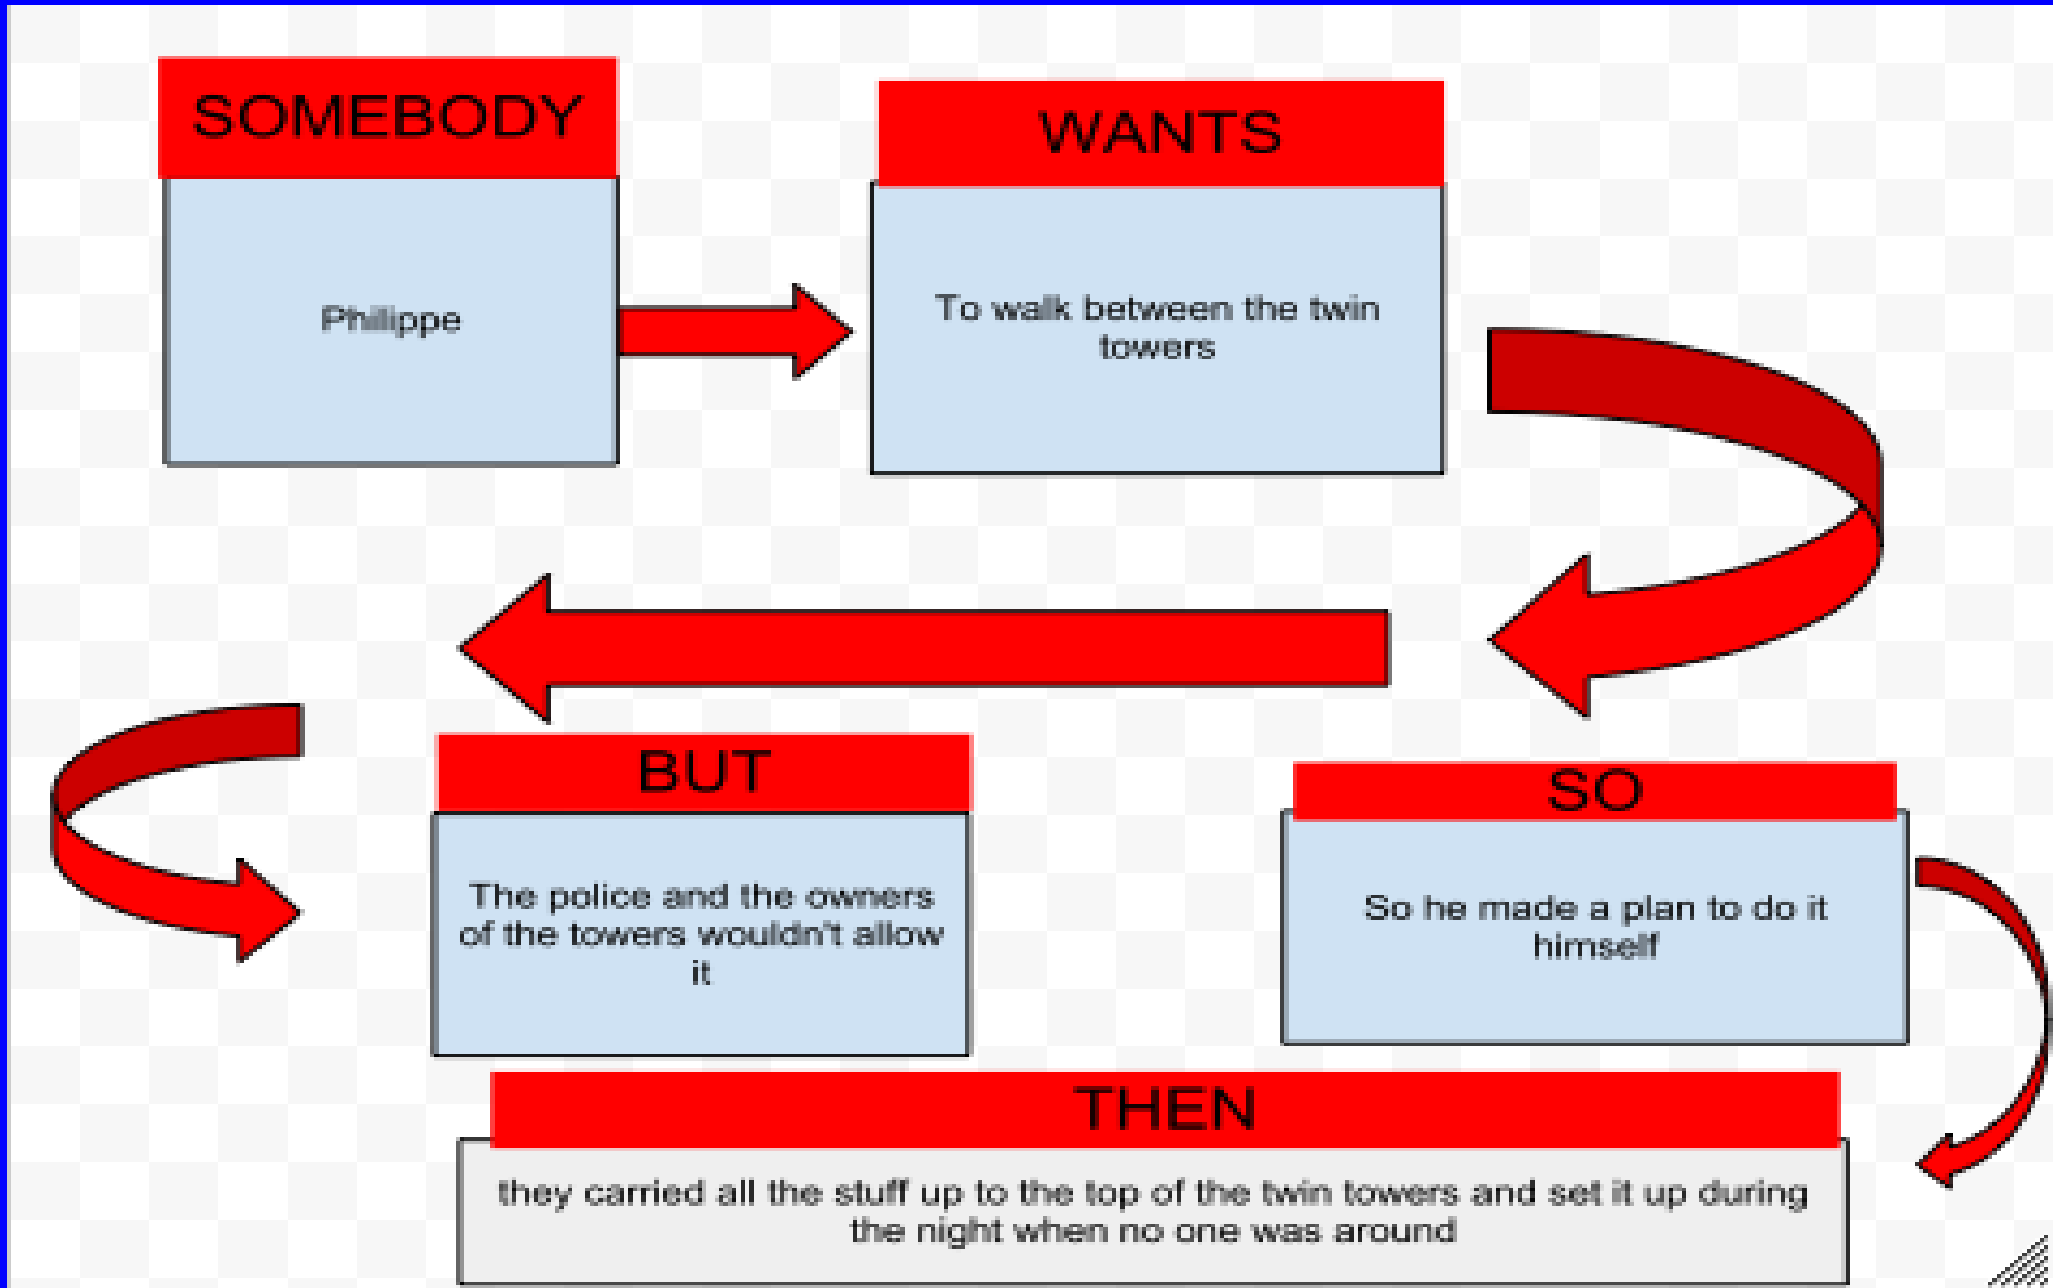 SOMEBODY
Philippe
WANTS
To walk between the twin
towers
BUT
The police and the owners
of the towers wouldn't allow
it
SO
So he made a plan to do it
himself
THEN
they carried all the stuff up to the top of the twin towers and set it up during
the night when no one was around